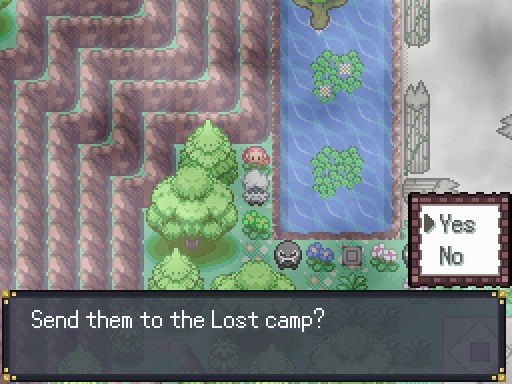 Yes
No
Send them to the Lost camp?